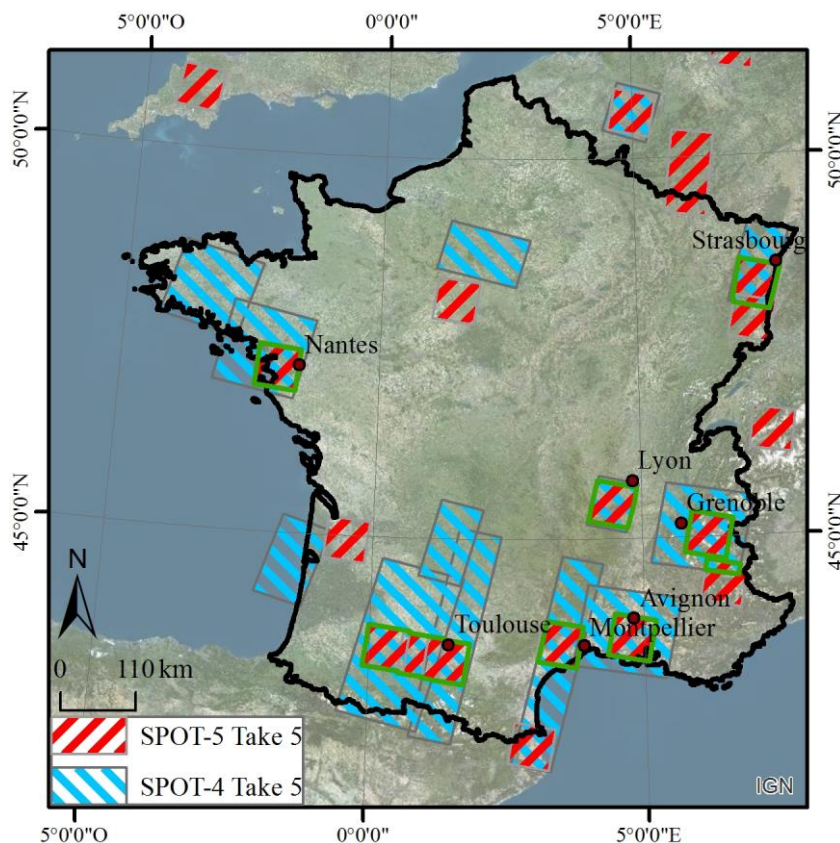 5°0'0"O
0°0'0"
5°0'0"E
50°0'0"N
50°0'0"N
Strasbourg
Nantes
Lyon
Grenoble
45°0'0"N
45°0'0"N
N
Avignon
Toulouse
Montpellier
0
110 km
SPOT-5 Take 5
SPOT-4 Take 5
IGN
5°0'0"O
0°0'0"
5°0'0"E